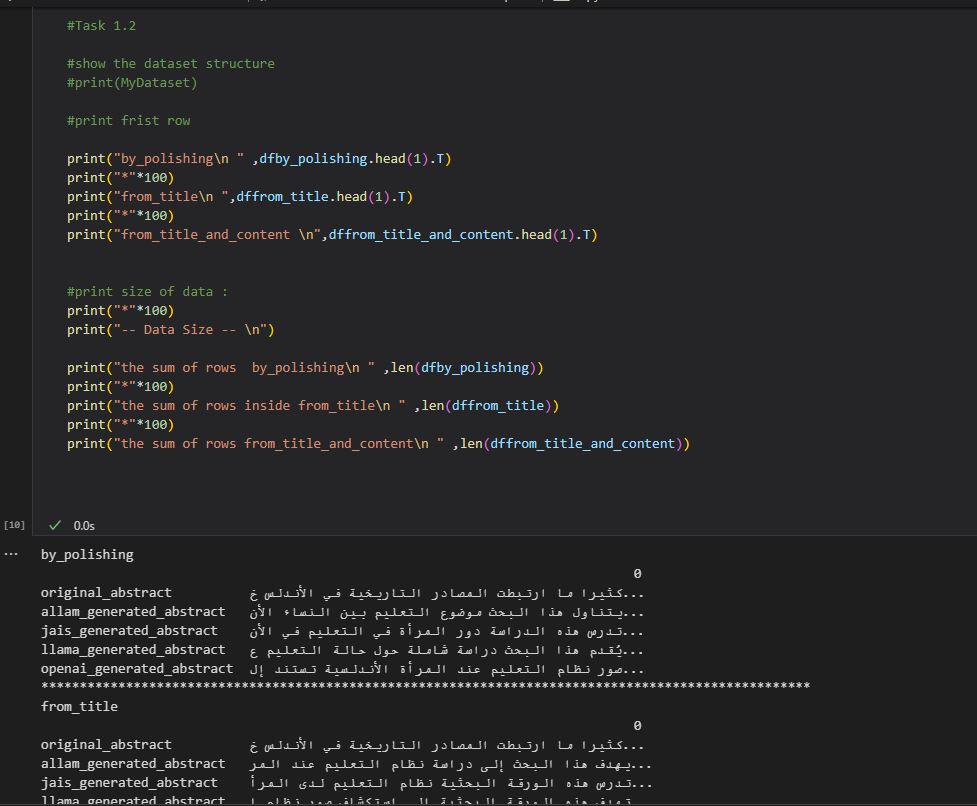 #Task 1.2
#show the dataset structure
#print(MyDataset)
#print frist row
print("by_polishing\n " ,dfby_polishing.head(1).T)
print("*"*100)
print("from_title\n ",dffrom_title.head(1).T)
print("*"*100)
print("from_title_and_content \n",dffrom_title_and_content.head(1).T)
#print size of data :
print("*"*100)
print("-- Data Size -- \n")
print("the sum of rows  by_polishing\n " ,len(dfby_polishing))
print("*"*100)
print("the sum of rows inside from_title\n " ,len(dffrom_title))
print("*"*100)
print("the sum of rows from_title_and_content\n " ,len(dffrom_title_and_content))
[10] ✓ 0.0s
... by_polishing
0
original_abstract كثيرا ما ارتبطت المصادر التاريخية في الأندلس خ...
allam_generated_abstract يتناول هذا البحث موضوع التعليم بين النساء الأن...
jais_generated_abstract تدرس هذه الدراسة دور المرأة في التعليم في الأن...
llama_generated_abstract يُقدم هذا البحث دراسة شاملة حول حالة التعليم ع...
openai_generated_abstract صور نظام التعليم عند المرأة الأندلسية تستند إل...
****************************************************************************************************
from_title
0
original_abstract كثيرا ما ارتبطت المصادر التاريخية في الأندلس خ...
allam_generated_abstract يهدف هذا البحث إلى دراسة نظام التعليم عند المر...
jais_generated_abstract تدرس هذه الورقة البحثية نظام التعليم لدى المرأ...
llama_generated_abstract